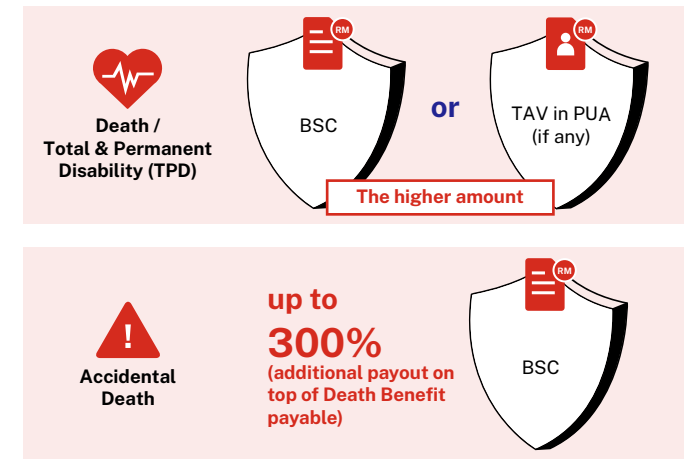 RM
RM
BSC
or
TAV in PUA
(if any)
Death /
Total & Permanent
Disability (TPD)
The higher amount
RM
up to
300%
(additional payout on
top of Death Benefit
payable)
BSC
!
Accidental
Death